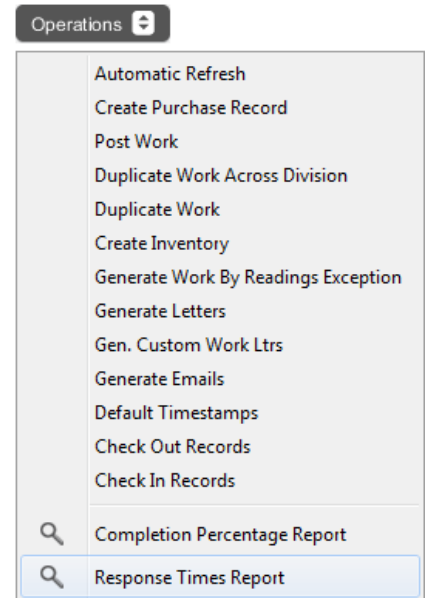 Operations
Automatic Refresh
Create Purchase Record
Post Work
Duplicate Work Across Division
Duplicate Work
Create Inventory
Generate Work By Readings Exception
Generate Letters
Gen. Custom Work Ltrs
Generate Emails
Default Timestamps
Check Out Records
Check In Records
Completion Percentage Report
Response Times Report